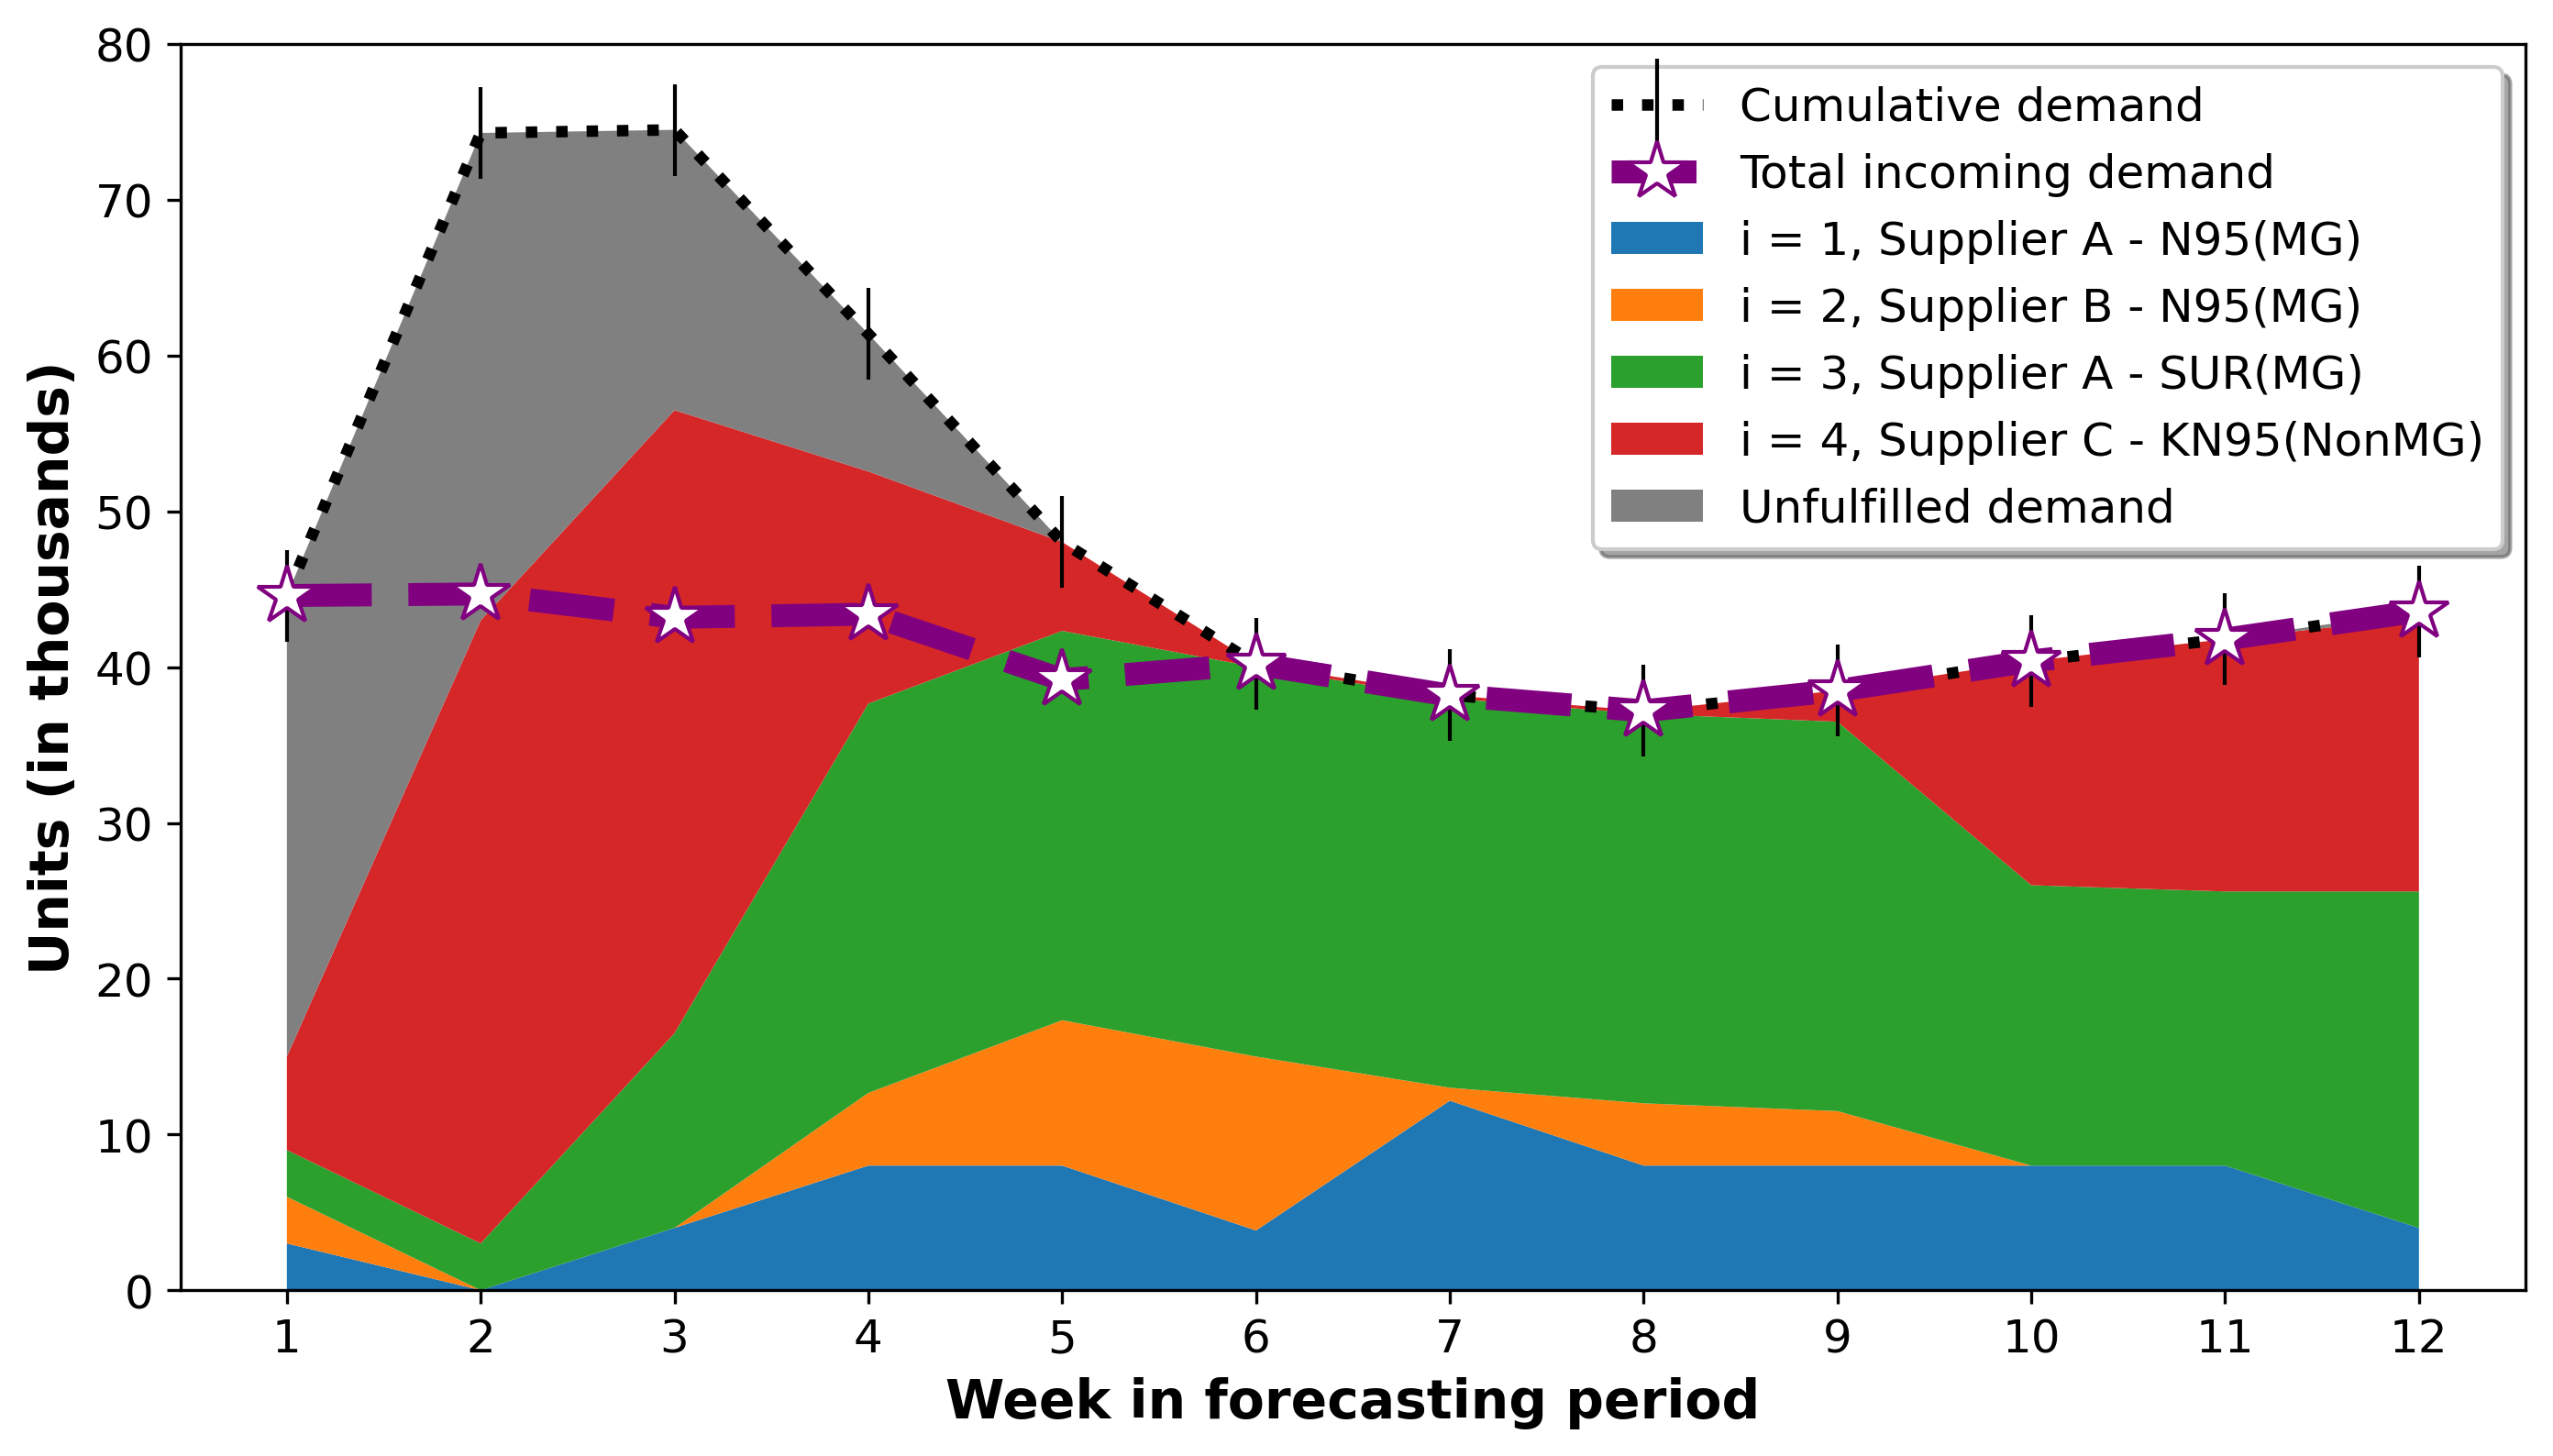 80
70
60
50
40
30
20
10
0
Units (in thousands)
Cumulative demand
Total incoming demand
i = 1, Supplier A - N95(MG)
i = 2, Supplier B - N95(MG)
i = 3, Supplier A - SUR(MG)
i = 4, Supplier C - KN95(NonMG)
Unfulfilled demand
1 2 3 4 5 6 7 8 9 10 11 12
Week in forecasting period